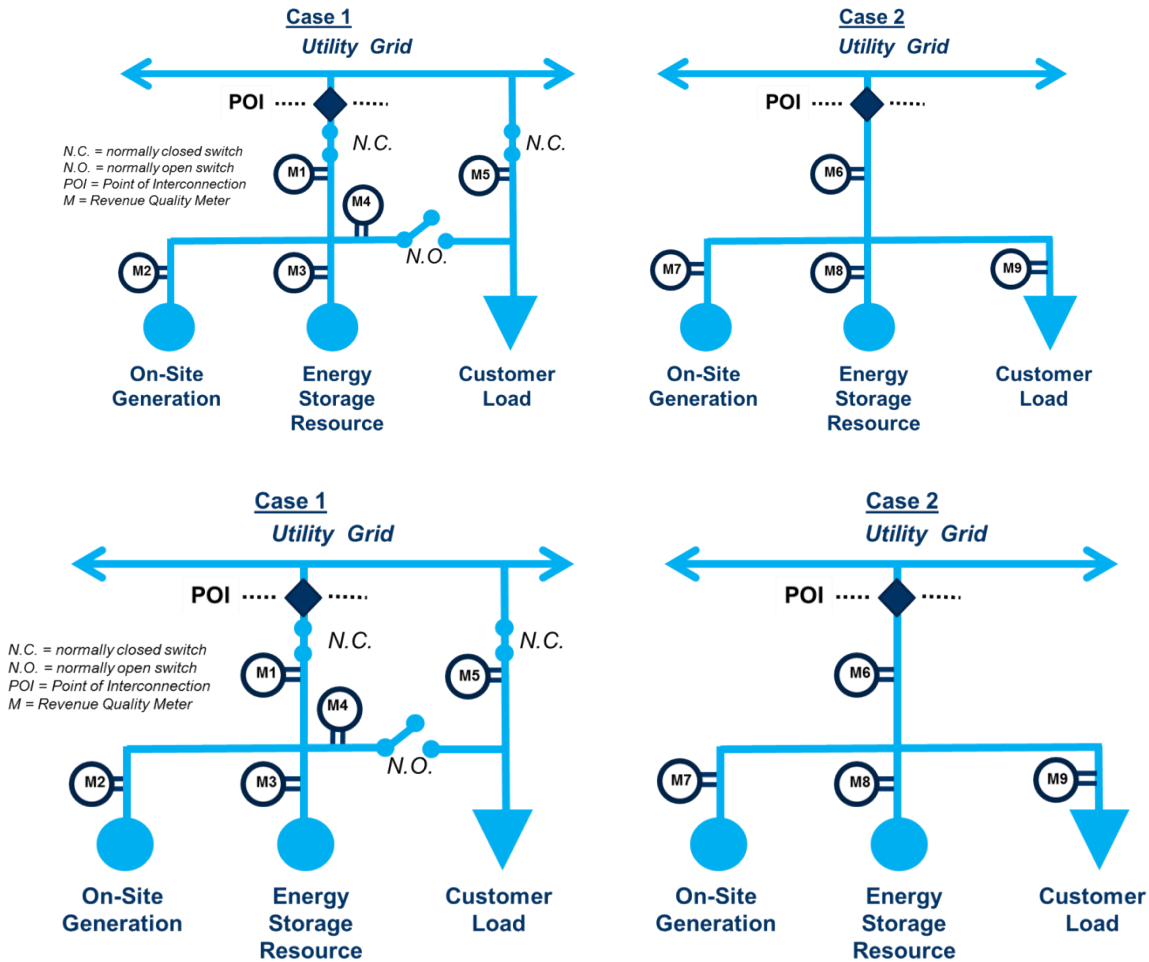 Case 1
Utility Grid
POI
N.C.
N.C.
N.C. = normally closed switch
N.O. = normally open switch
POI = Point of Interconnection
M = Revenue Quality Meter
M1
M5
M4
N.O.
M2
M3
On-Site
Generation
Energy
Storage
Resource
Customer
Load
Case 2
Utility Grid
POI
M6
M7
M8
M9
On-Site
Generation
Energy
Storage
Resource
Customer
Load
Case 1
Utility Grid
POI
N.C.
N.C.
N.C. = normally closed switch
N.O. = normally open switch
POI = Point of Interconnection
M = Revenue Quality Meter
M1
M5
M4
N.O.
M2
M3
On-Site
Generation
Energy
Storage
Resource
Customer
Load
Case 2
Utility Grid
POI
M6
M7
M8
M9
On-Site
Generation
Energy
Storage
Resource
Customer
Load